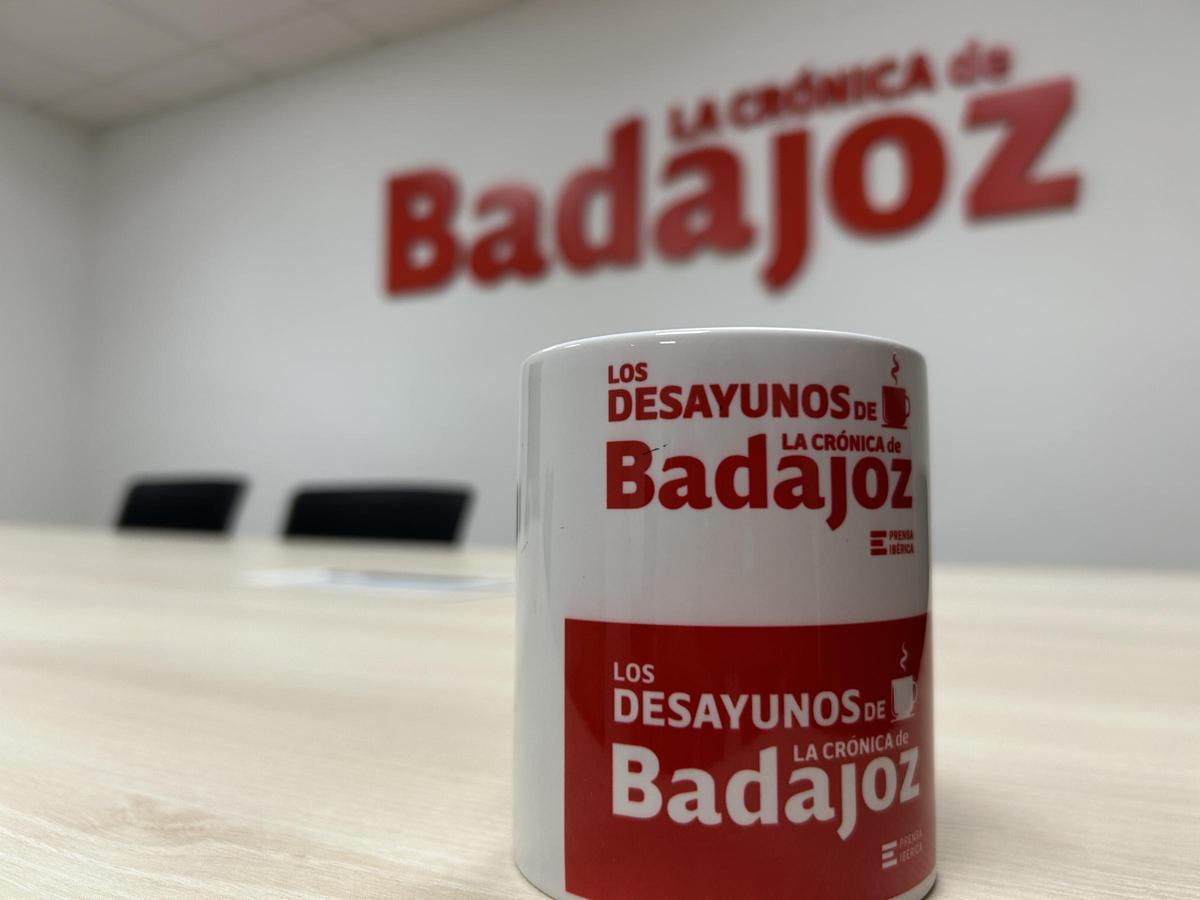 LA CRÓNICA de
Badajoz
LOS
DESAYUNOS DE
LA CRÓNICA de
Badajoz
PRENSA
IBÉRICA
LOS
DESAYUNOS DE
LA CRÓNICA de
Badajoz
PRENSA
IBÉRICA